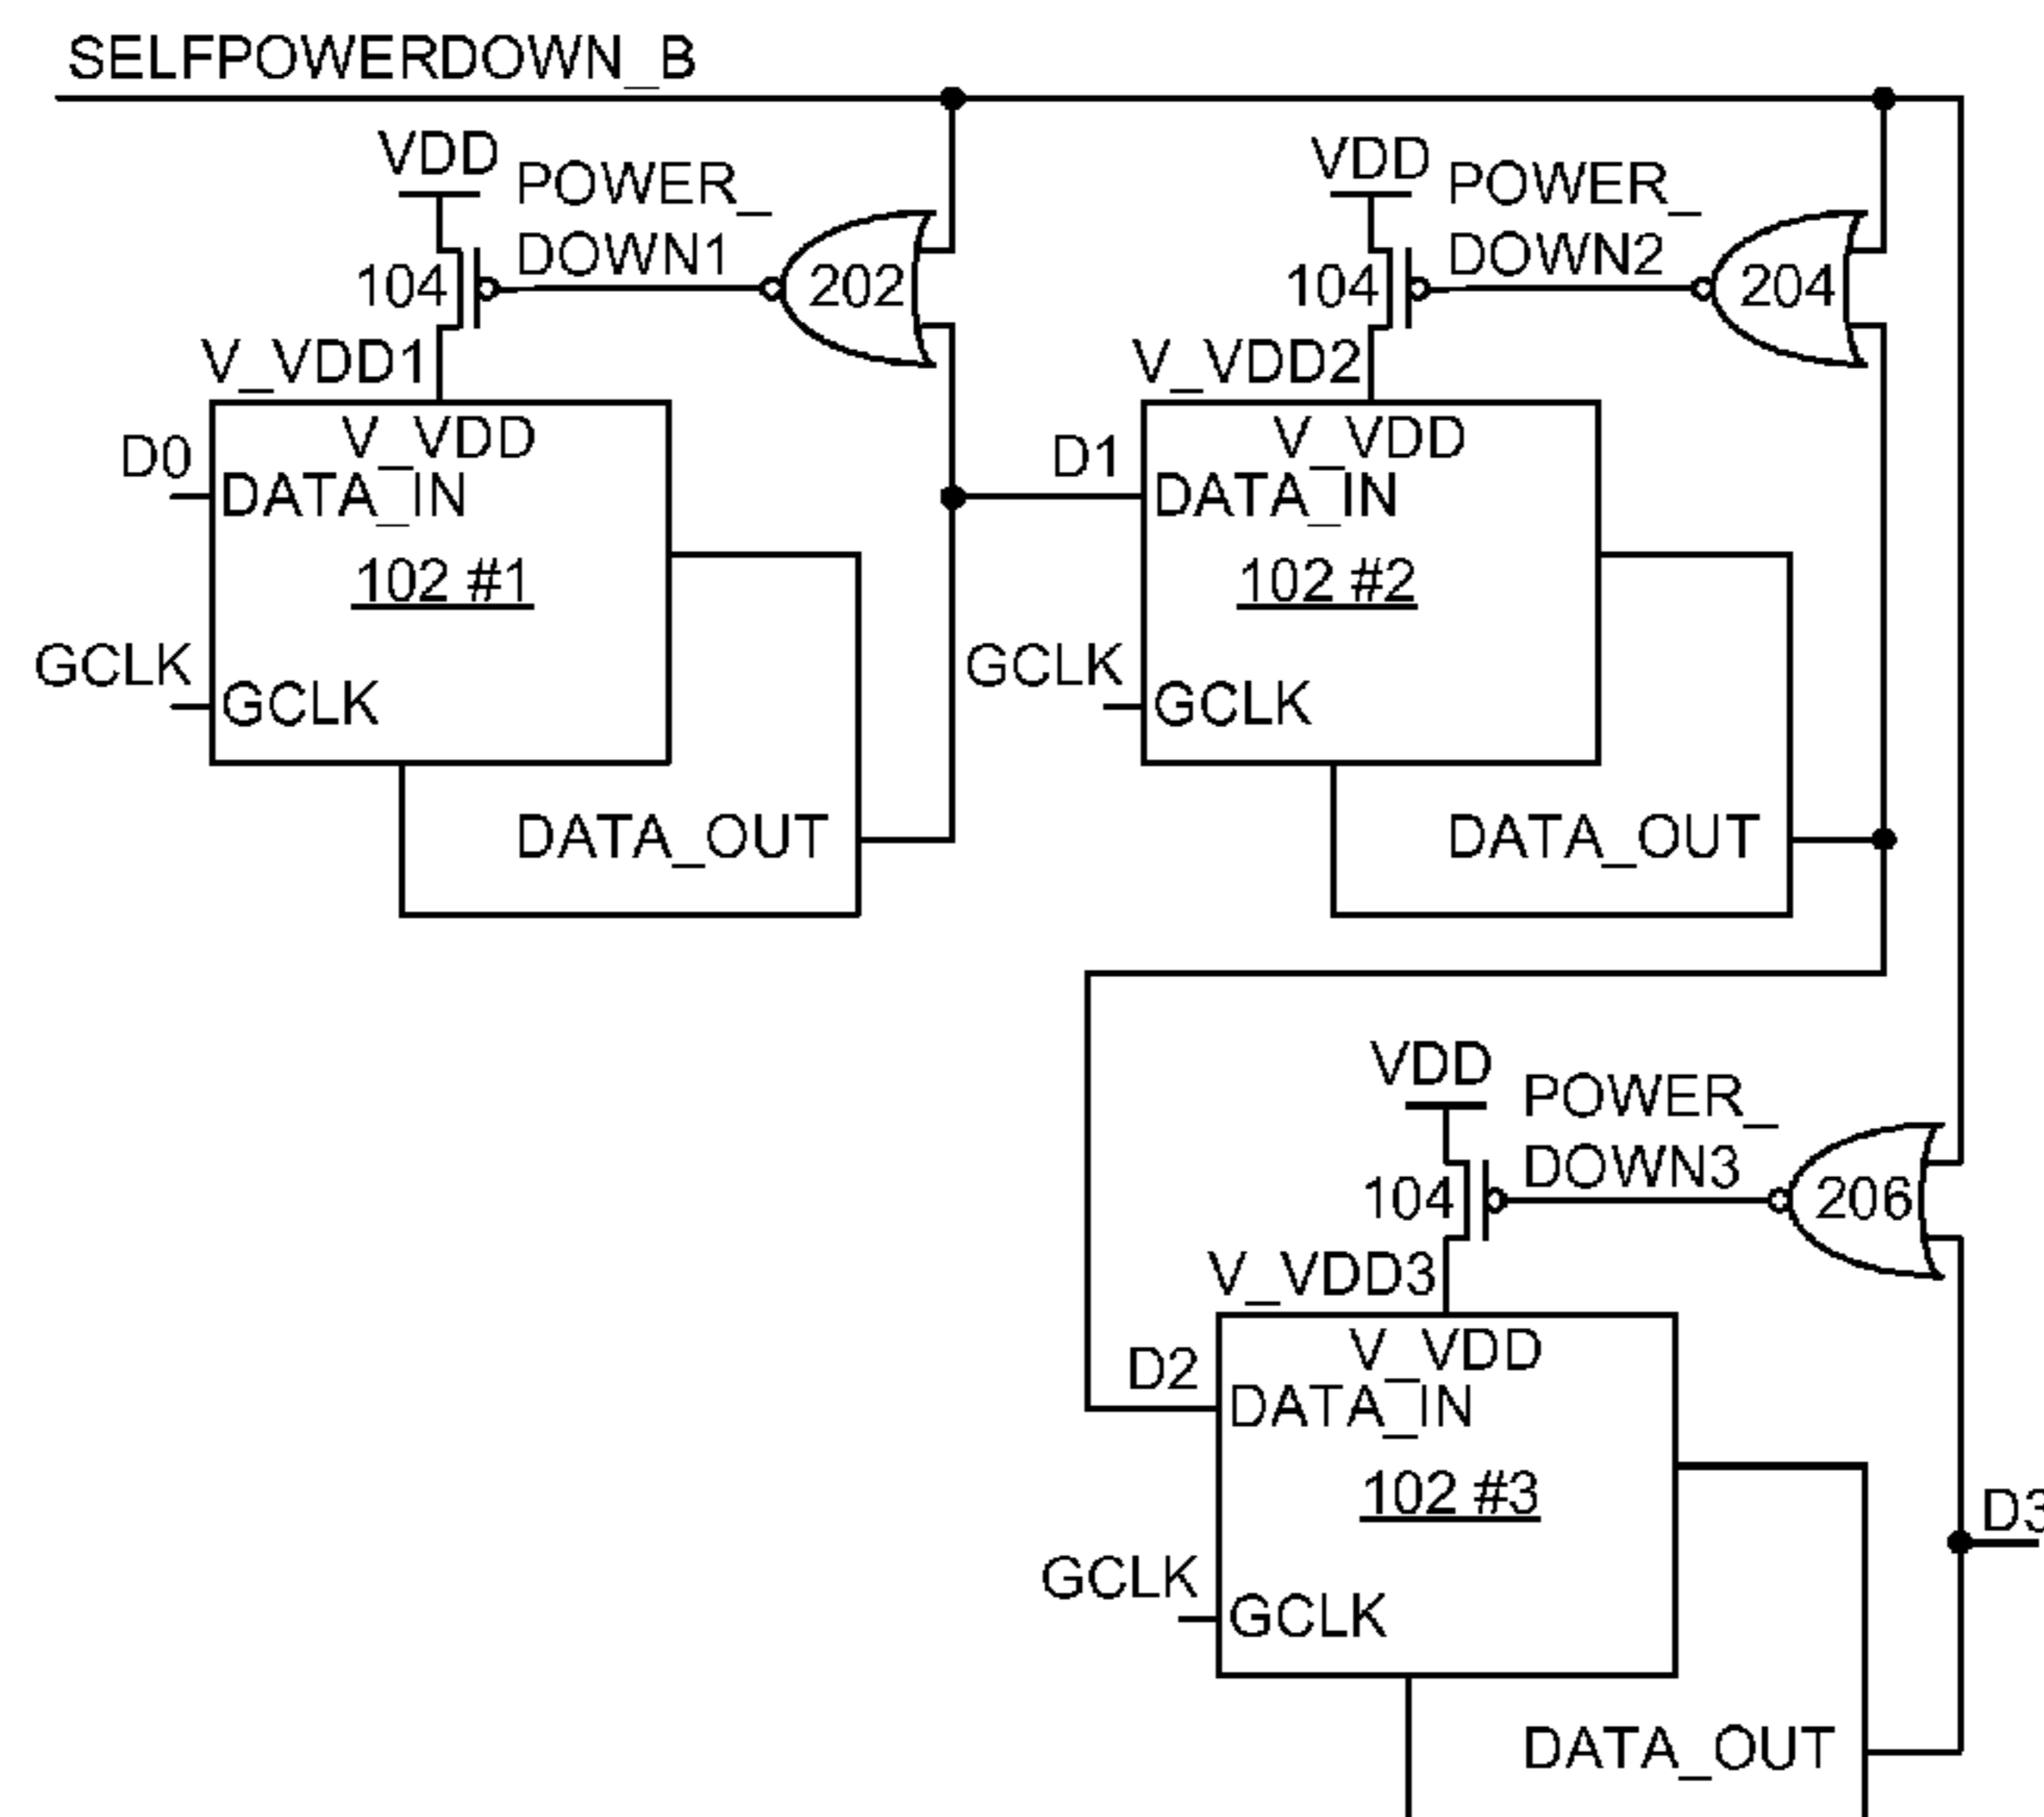 SELFPOWERDOWN_B
VDD
POWER_
DOWN1
104
202
V_VDD1
V_VDD
D0
DATA_IN
102 #1
GCLK
GCLK
DATA_OUT
VDD
POWER_
DOWN2
104
204
V_VDD2
V_VDD
D1
DATA_IN
102 #2
GCLK
GCLK
DATA_OUT
VDD
POWER_
DOWN3
104
206
V_VDD3
V_VDD
D2
DATA_IN
102 #3
D3
GCLK
GCLK
DATA_OUT